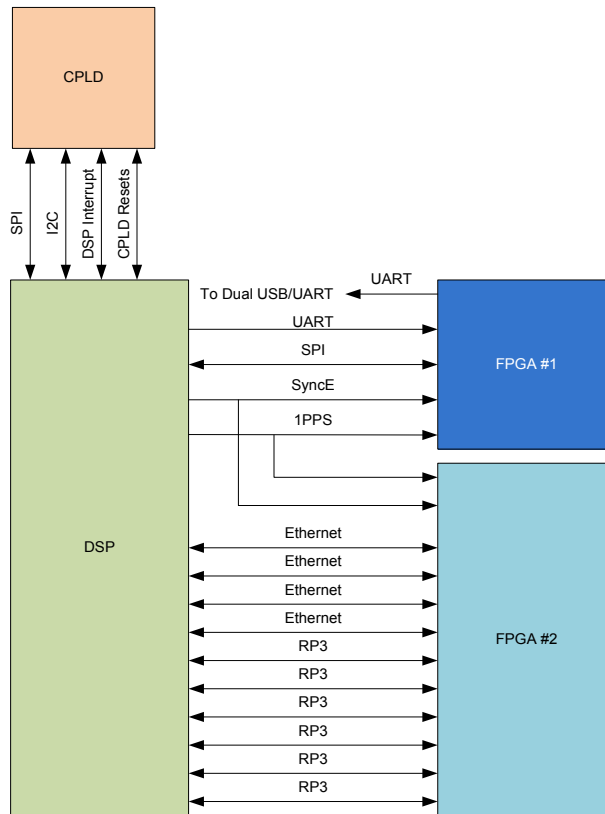 CPLD
SPI
I2C
DSP Interrupt
CPLD Resets
UART
To Dual USB/UART
UART
SPI
FPGA #1
SyncE
1PPS
Ethernet
DSP
Ethernet
Ethernet
Ethernet
FPGA #2
RP3
RP3
RP3
RP3
RP3
RP3